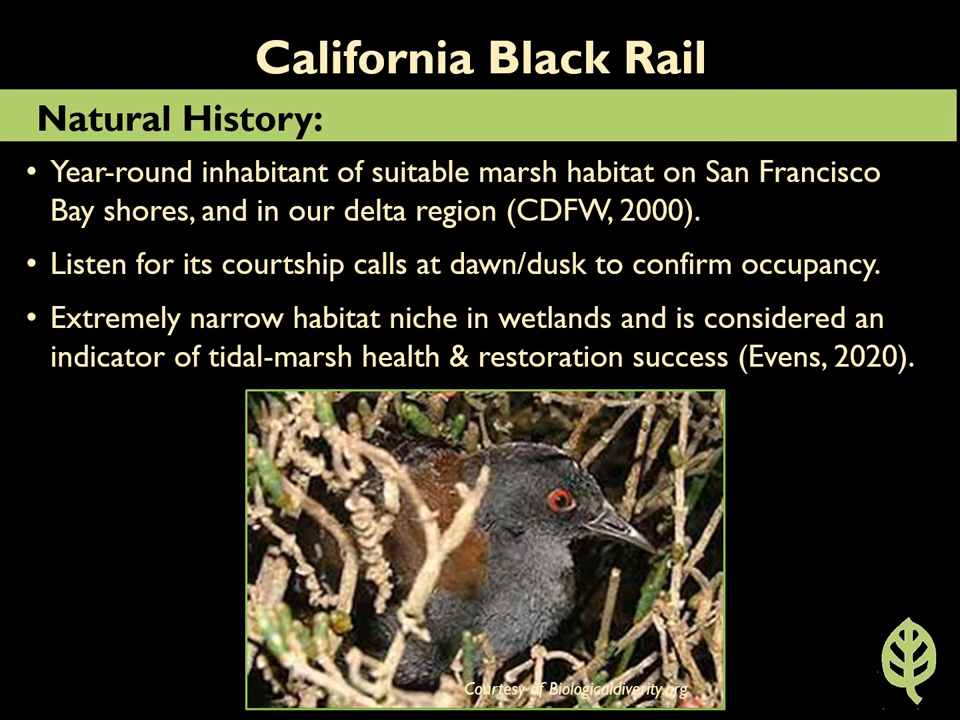 California Black Rail
Natural History:
• Year-round inhabitant of suitable marsh habitat on San Francisco
Bay shores, and in our delta region (CDFW, 2000).
• Listen for its courtship calls at dawn/dusk to confirm occupancy.
• Extremely narrow habitat niche in wetlands and is considered an
indicator of tidal-marsh health & restoration success (Evens, 2020).
Courtesy of Biologicaldiverity.org